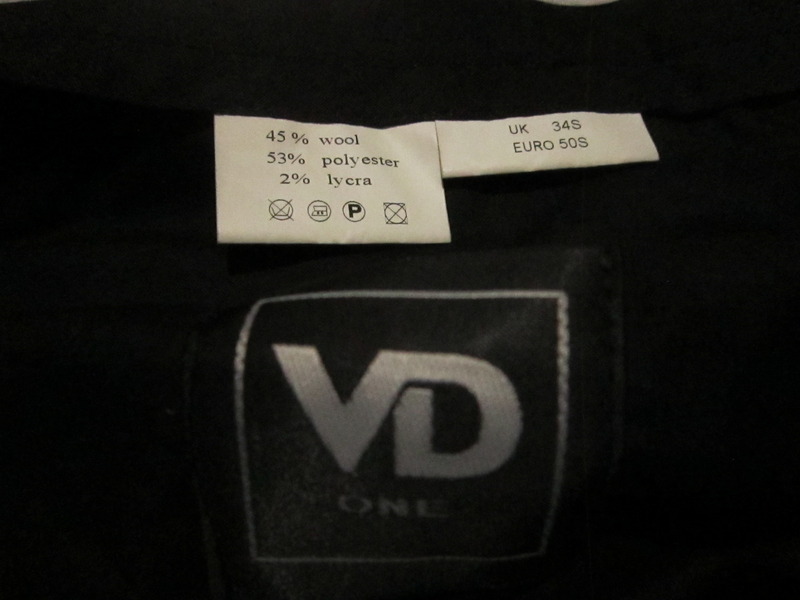 45% wool
53% polyester
2% lycra
P
UK 34S
EURO 50S
VD
ONE